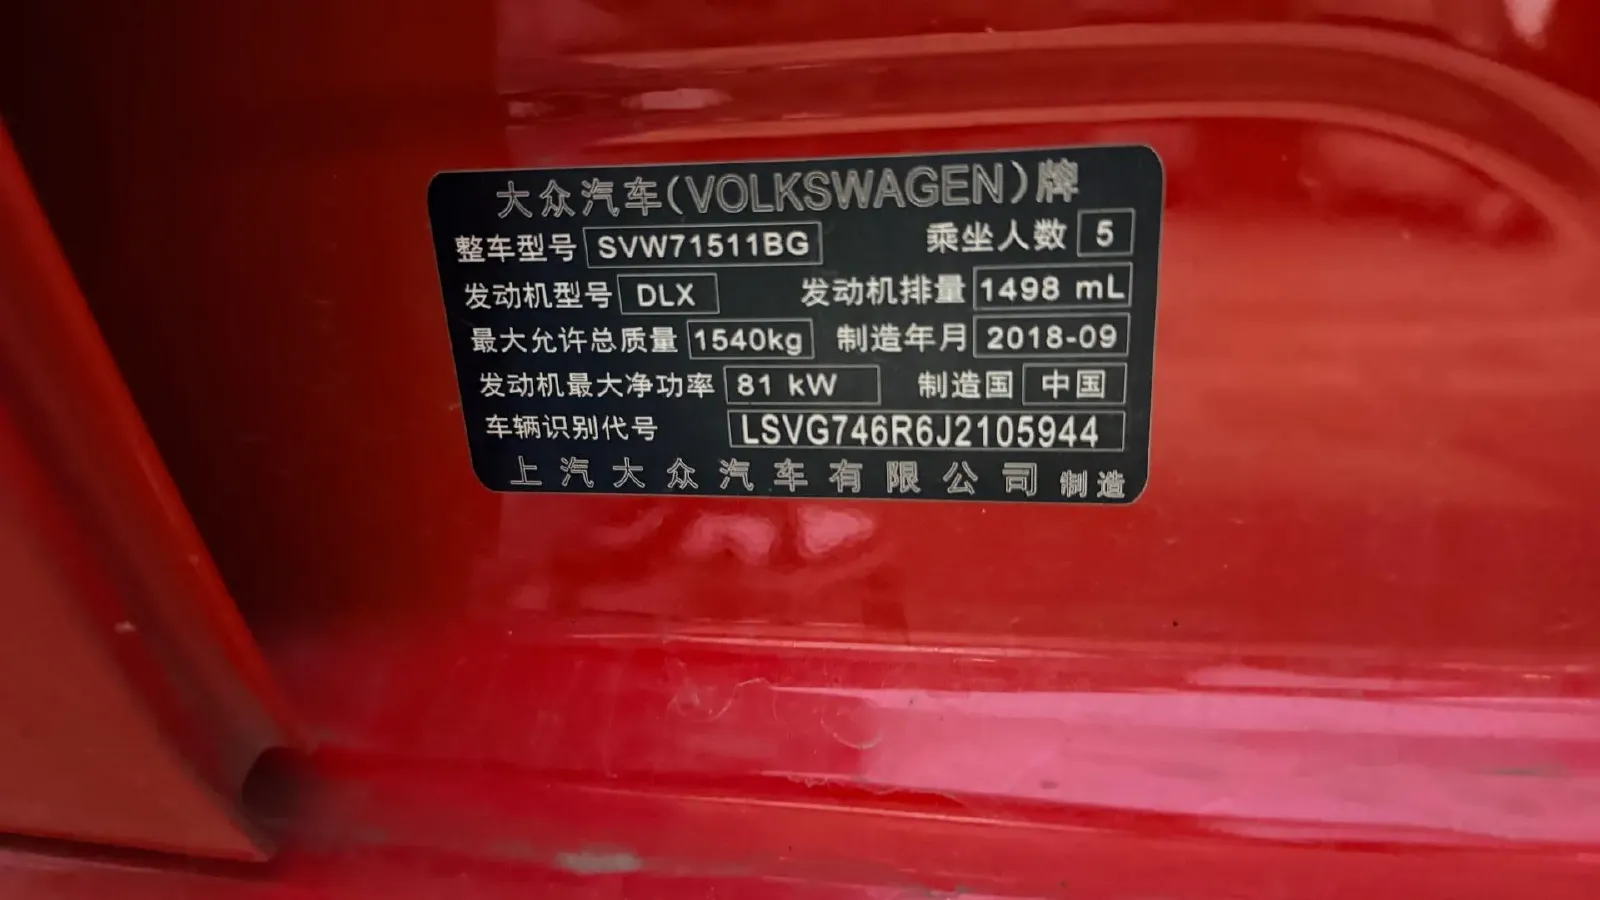 大众汽车(VOLKSWAGEN)牌
整车型号 SVW71511BG 乘坐人数 5
发动机型号 DLX 发动机排量 1498 mL
最大允许总质量 1540kg 制造年月 2018-09
发动机最大净功率 81 kW 制造国 中国
车辆识别代号 LSVG746R6J2105944
上汽大众汽车有限公司 制造